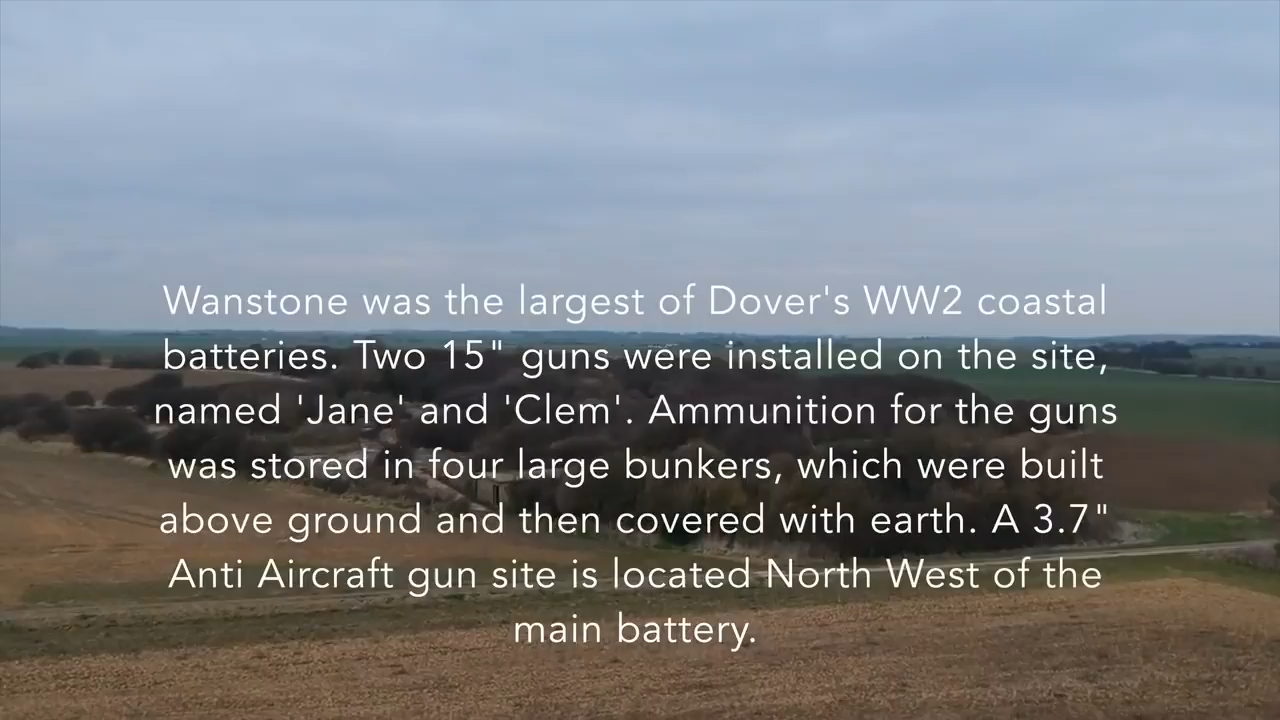 Wanstone was the largest of Dover's WW2 coastal
batteries. Two 15" guns were installed on the site,
named 'Jane' and 'Clem'. Ammunition for the guns
was stored in four large bunkers, which were built
above ground and then covered with earth. A 3.7"
Anti Aircraft gun site is located North West of the
main battery.